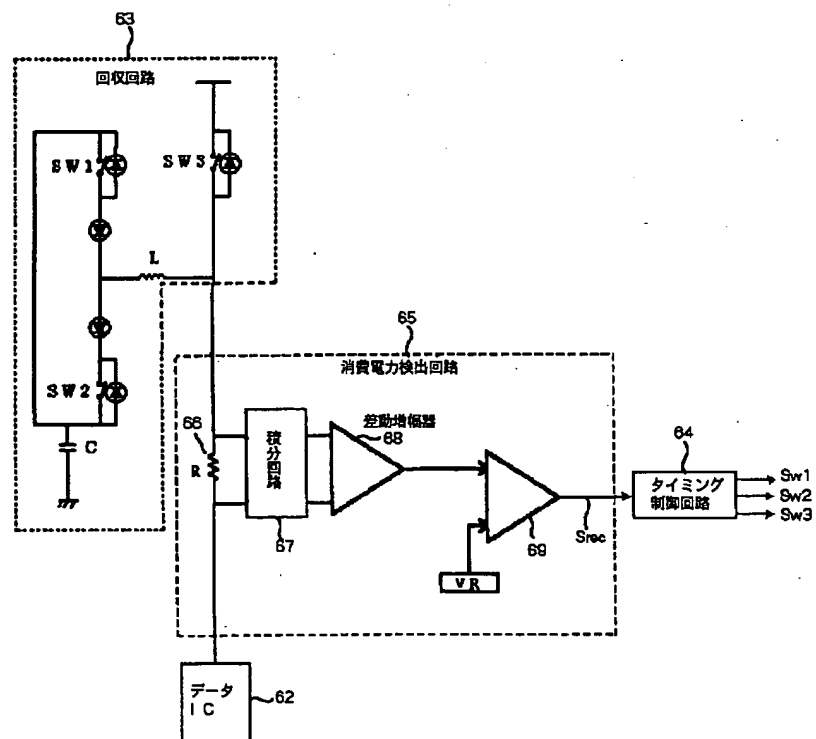 63
回収回路
SW1
SW3
L
SW2
C
65
消費電力検出回路
66
R
積分回路
67
差動増幅器
68
69
VR
Srec
64
タイミング
制御回路
Sw1
Sw2
Sw3
データ
IC
62